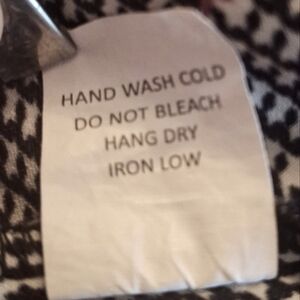 HAND WASH COLD
DO NOT BLEACH
HANG DRY
IRON LOW